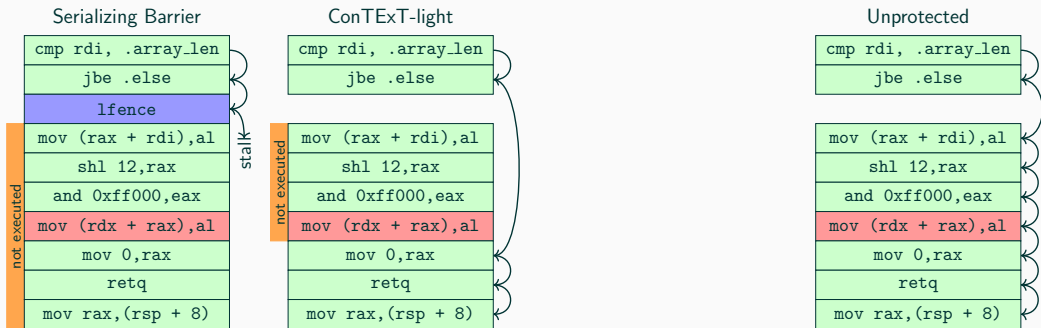 Serializing Barrier
cmp rdi, .array_len
jbe .else
lfence
mov (rax + rdi),al
shl 12,rax
and 0xff000,eax
mov (rdx + rax),al
mov 0,rax
retq
mov rax,(rsp + 8)
not executed
stall
ConTExT-light
cmp rdi, .array_len
jbe .else
mov (rax + rdi),al
shl 12,rax
and 0xff000,eax
mov (rdx + rax),al
mov 0,rax
retq
mov rax,(rsp + 8)
not executed
Unprotected
cmp rdi, .array_len
jbe .else
mov (rax + rdi),al
shl 12,rax
and 0xff000,eax
mov (rdx + rax),al
mov 0,rax
retq
mov rax,(rsp + 8)